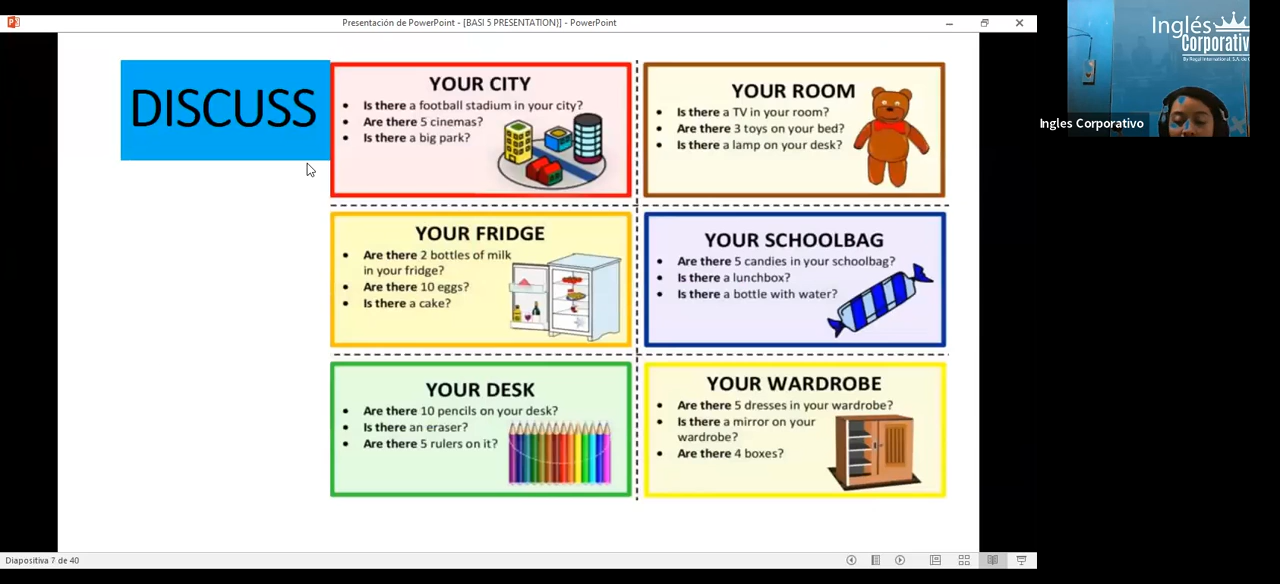 Presentación de PowerPoint - [BASI 5 PRESENTATION}] - PowerPoint
DISCUSS
YOUR CITY
Is there a football stadium in your city?
Are there 5 cinemas?
Is there a big park?
YOUR ROOM
Is there a TV in your room?
Are there 3 toys on your bed?
Is there a lamp on your desk?
YOUR FRIDGE
Are there 2 bottles of milk
in your fridge?
Are there 10 eggs?
Is there a cake?
YOUR SCHOOLBAG
Are there 5 candies in your schoolbag?
Is there a lunchbox?
Is there a bottle with water?
YOUR DESK
Are there 10 pencils on your desk?
Is there an eraser?
Are there 5 rulers on it?
YOUR WARDROBE
Are there 5 dresses in your wardrobe?
Is there a mirror on your
wardrobe?
Are there 4 boxes?
Diapositiva 7 de 40
Inglés
Corporativ
By Regal International S.A. de C
Ingles Corporativo